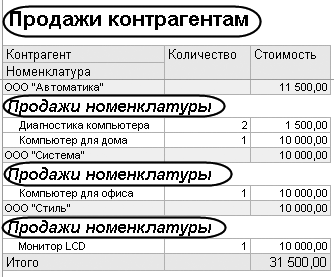 Продажи контрагентам
Контрагент Количество Стоимость
Номенклатура
ООО "Автоматика" 11 500,00
Продажи номенклатуры
Диагностика компьютера 2 1 500,00
Компьютер для дома 1 10 000,00
ООО "Система" 10 000,00
Продажи номенклатуры
Компьютер для офиса 1 10 000,00
ООО "Стиль" 10 000,00
Продажи номенклатуры
Монитор LCD 1 10 000,00
Итого 31 500,00